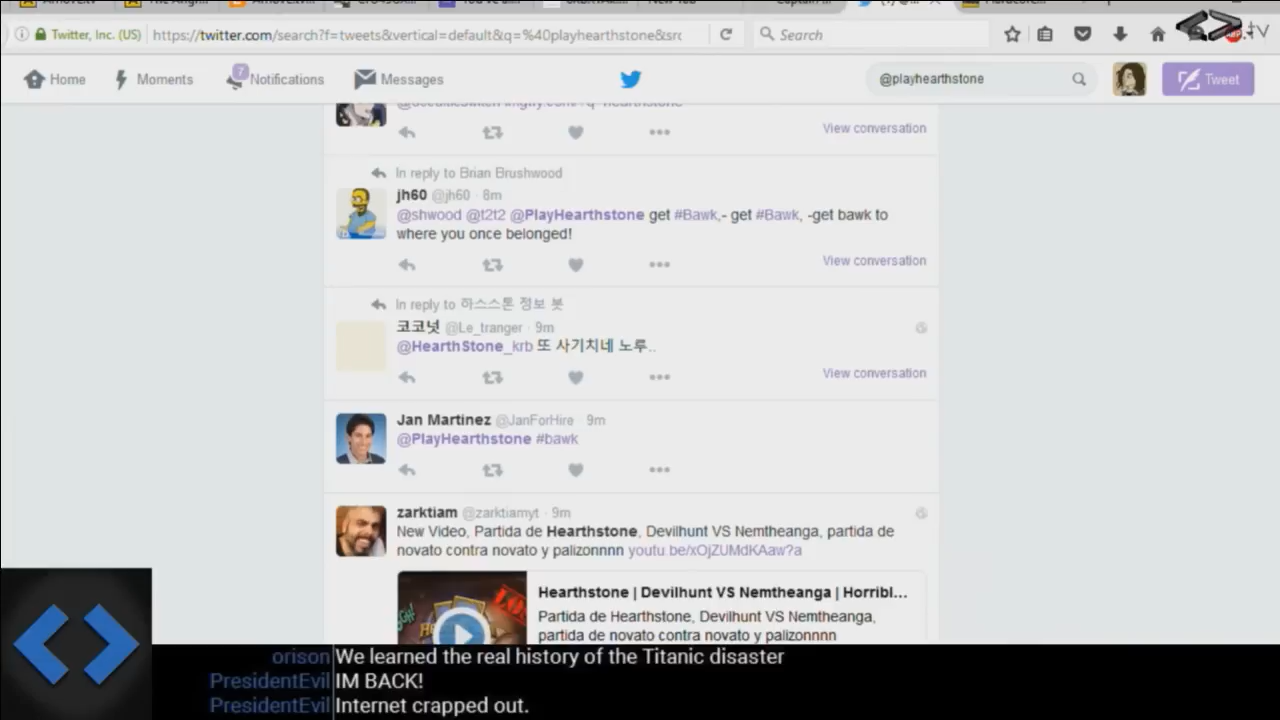 Twitter, Inc. (US) https://twitter.com/search?f=tweets&vertical=default&q=%40playhearthstone&src Search
.TV
Home Moments 7 Notifications Messages @playhearthstone Tweet
View conversation
In reply to Brian Brushwood
jh60 @jh60 · 8m
@shwood @t2t2 @PlayHearthstone get #Bawk,- get #Bawk, -get bawk to
where you once belonged!
View conversation
In reply to 하스스톤 정보 봇
코코넛 @Le_tranger · 9m
@HearthStone_krb 또 사기치네 노루..
View conversation
Jan Martinez @JanForHire · 9m
@PlayHearthstone #bawk
zarktiam @zarktiamyt · 9m
New Video, Partida de Hearthstone, Devilhunt VS Nemtheanga, partida de
novato contra novato y palizonnnn youtu.be/xOjZUMdKAaw?a
Hearthstone | Devilhunt VS Nemtheanga | Horribl...
Partida de Hearthstone, Devilhunt VS Nemtheanga,
partida de novato contra novato y palizonnnn
orison We learned the real history of the Titanic disaster
PresidentEvil IM BACK!
PresidentEvil Internet crapped out.